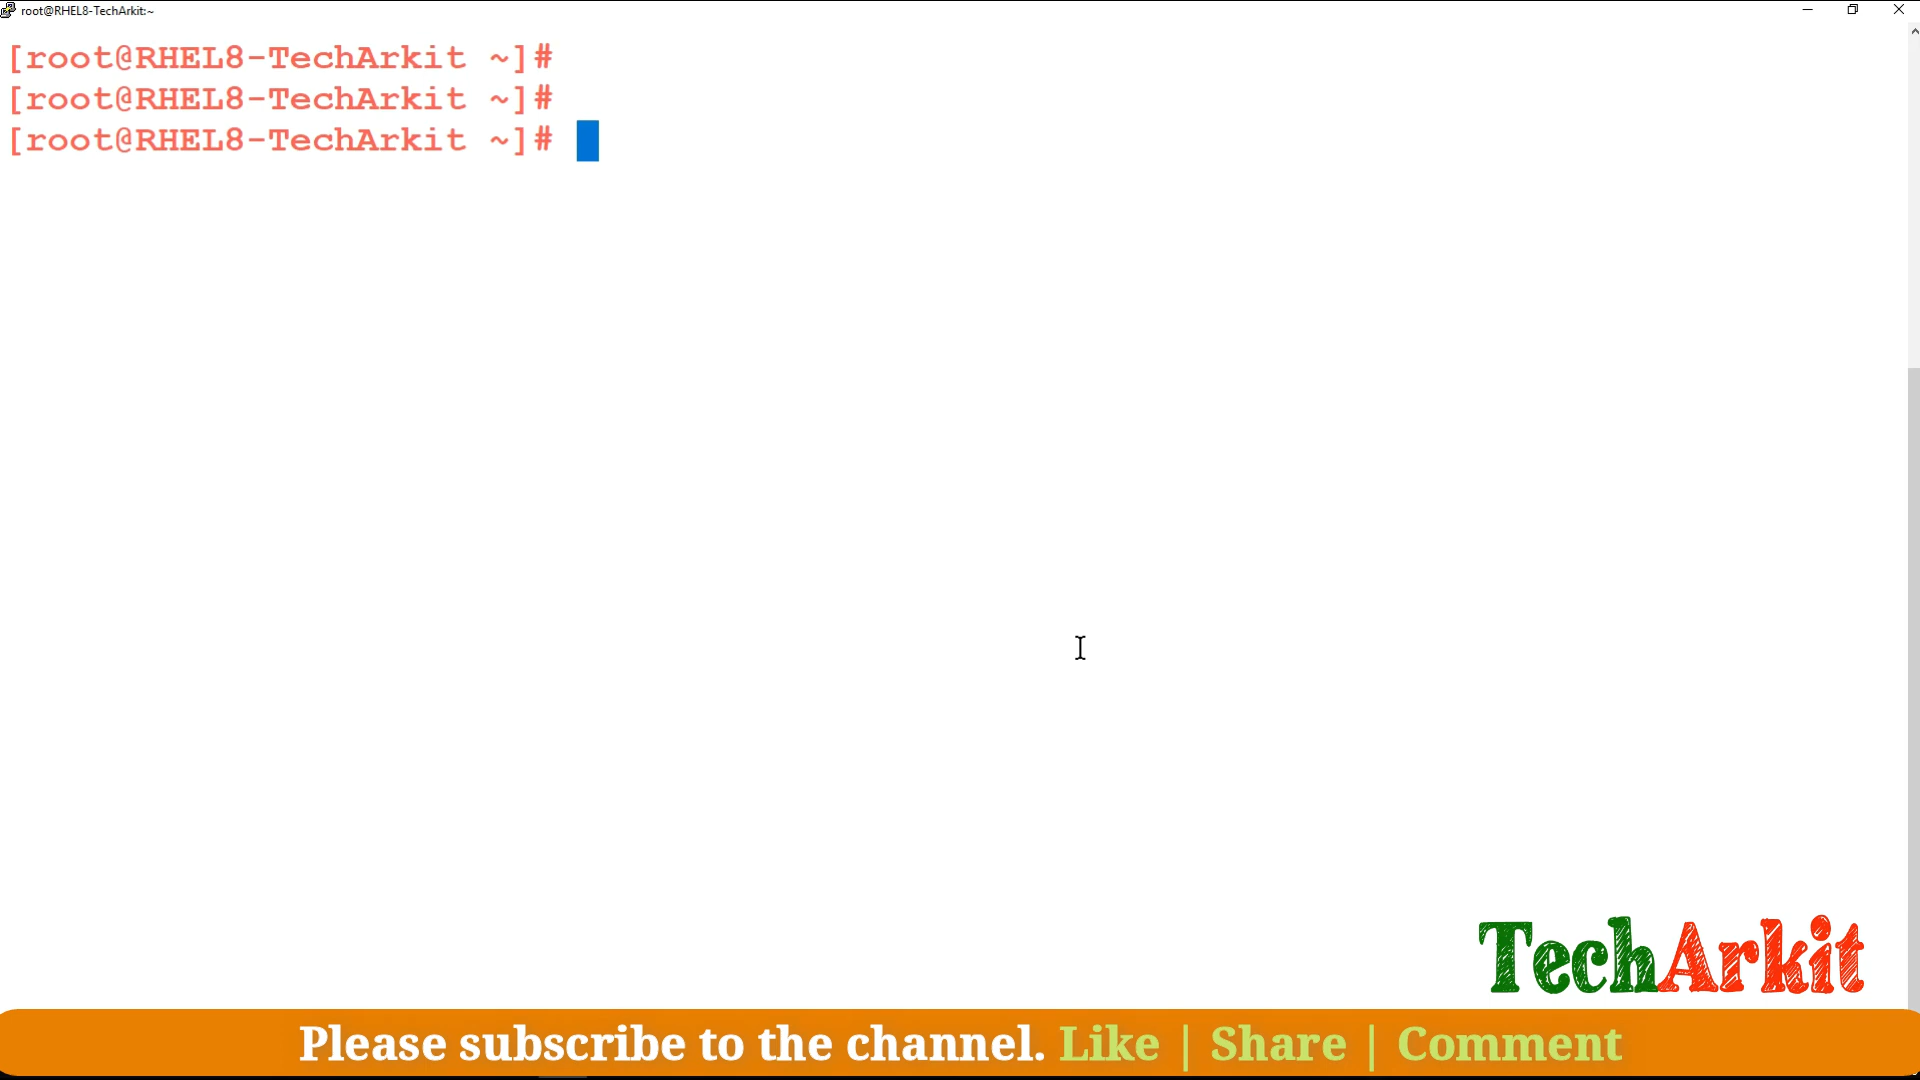 root@RHEL8-TechArkit:~
[root@RHEL8-TechArkit ~]#
[root@RHEL8-TechArkit ~]#
[root@RHEL8-TechArkit ~]#
TechArkit
Please subscribe to the channel. Like | Share | Comment